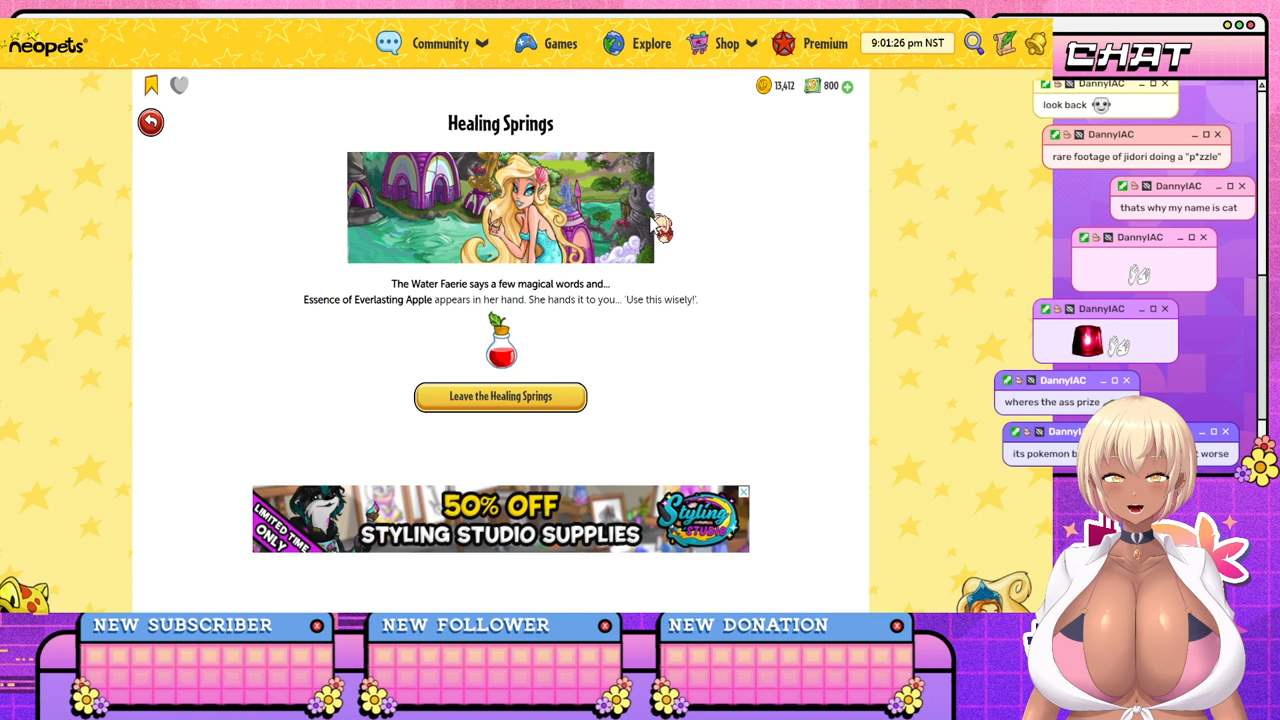 neopets
Community
Games
Explore
Shop
Premium
9:01:26 pm NST
13,412
800
Healing Springs
The Water Faerie says a few magical words and...
Essence of Everlasting Apple appears in her hand. She hands it to you... 'Use this wisely!'.
Leave the Healing Springs
LIMITED TIME ONLY
50% OFF
STYLING STUDIO SUPPLIES
Styling STUDIO
CHAT
DannyIAC
look back
DannyIAC
rare footage of jidori doing a "p*zzle"
DannyIAC
thats why my name is cat
DannyIAC
DannyIAC
DannyIAC
wheres the ass prize
its pokemon
worse
NEW SUBSCRIBER
NEW FOLLOWER
NEW DONATION